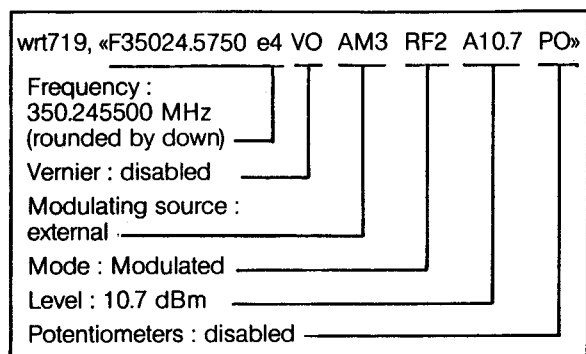 wrt719, «F35024.5750 e4 VO AM3 RF2 A10.7 PO»
Frequency :
350.245500 MHz
(rounded by down)
Vernier : disabled
Modulating source :
external
Mode : Modulated
Level : 10.7 dBm
Potentiometers : disabled